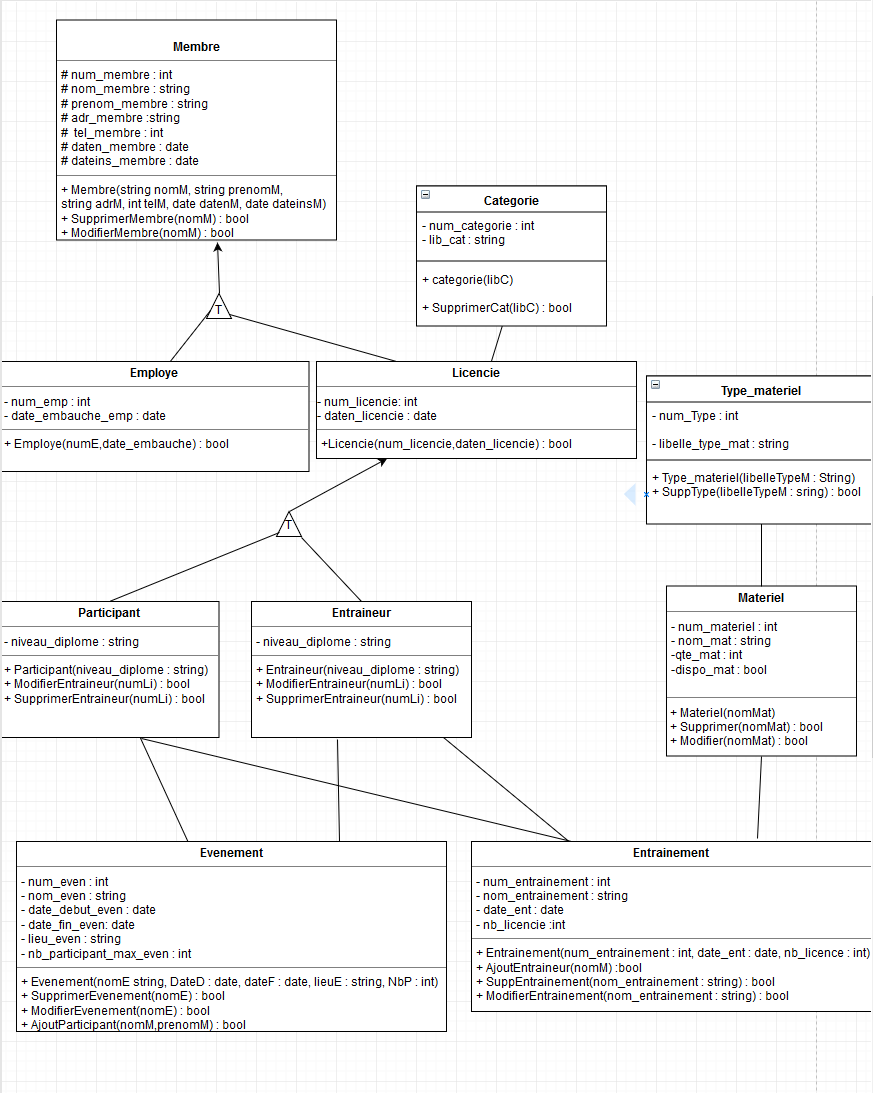 Membre
# num_membre : int
# nom_membre : string
# prenom_membre : string
# adr_membre :string
# tel_membre : int
# daten_membre : date
# dateins_membre : date
+ Membre(string nomM, string prenomM,
string adrM, int telM, date datenM, date dateinsM)
+ SupprimerMembre(nomM) : bool
+ ModifierMembre(nomM) : bool
Categorie
- num_categorie : int
- lib_cat : string
+ categorie(libC)
+ SupprimerCat(libC) : bool
T
Employe
- num_emp : int
- date_embauche_emp : date
+ Employe(numE,date_embauche) : bool
Licencie
- num_licencie: int
- daten_licencie : date
+Licencie(num_licencie,daten_licencie) : bool
Type_materiel
- num_Type : int
- libelle_type_mat : string
+ Type_materiel(libelleTypeM : String)
+ SuppType(libelleTypeM : sring) : bool
T
Participant
- niveau_diplome : string
+ Participant(niveau_diplome : string)
+ ModifierEntraineur(numLi) : bool
+ SupprimerEntraineur(numLi) : bool
Entraineur
- niveau_diplome : string
+ Entraineur(niveau_diplome : string)
+ ModifierEntraineur(numLi) : bool
+ SupprimerEntraineur(numLi) : bool
Materiel
- num_materiel : int
- nom_mat : string
-qte_mat : int
-dispo_mat : bool
+ Materiel(nomMat)
+ Supprimer(nomMat) : bool
+ Modifier(nomMat) : bool
Evenement
- num_even : int
- nom_even : string
- date_debut_even : date
- date_fin_even: date
- lieu_even : string
- nb_participant_max_even : int
+ Evenement(nomE string, DateD : date, dateF : date, lieuE : string, NbP : int)
+ SupprimerEvenement(nomE) : bool
+ ModifierEvenement(nomE) : bool
+ AjoutParticipant(nomM,prenomM) : bool
Entrainement
- num_entrainement : int
- nom_entrainement : string
- date_ent : date
- nb_licencie :int
+ Entrainement(num_entrainement : int, date_ent : date, nb_licence : int)
+ AjoutEntraineur(nomM) :bool
+ SuppEntrainement(nom_entrainement : string) : bool
+ ModifierEntrainement(nom_entrainement : string) : bool